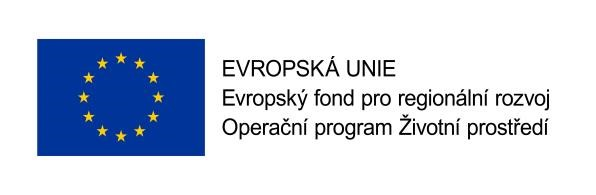 EVROPSKÁ UNIE
Evropský fond pro regionální rozvoj
Operační program Životní prostředí